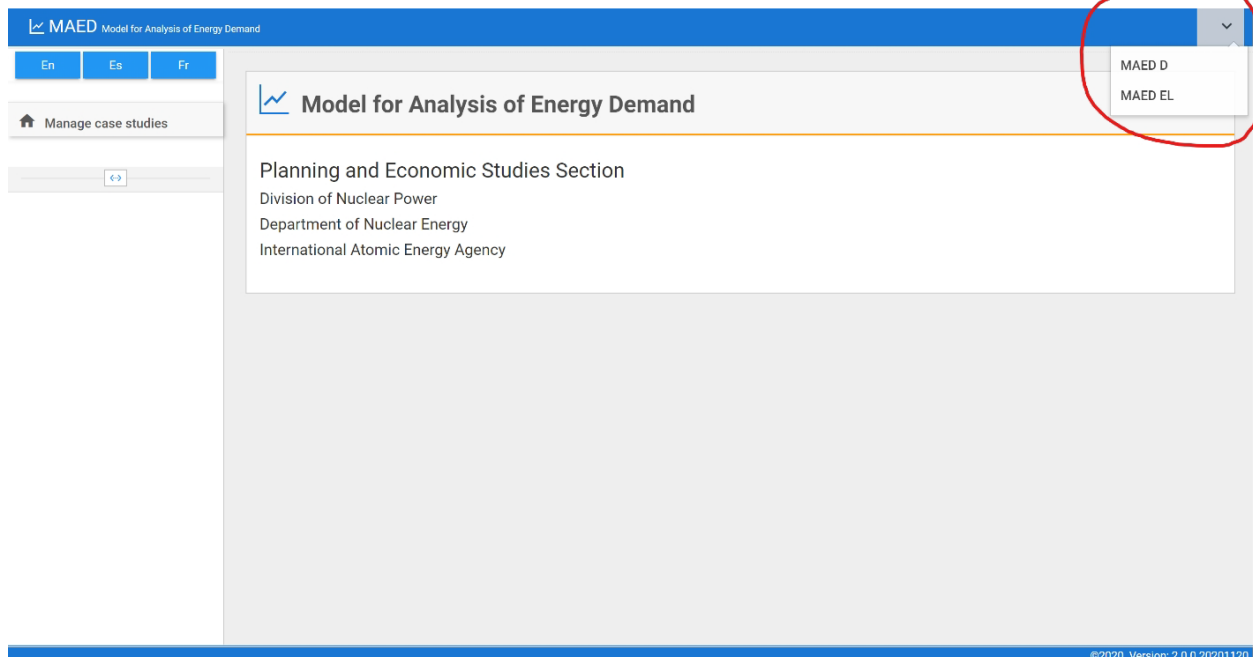 MAED Model for Analysis of Energy Demand
En Es Fr
Manage case studies
MAED D
MAED EL
Model for Analysis of Energy Demand
Planning and Economic Studies Section
Division of Nuclear Power
Department of Nuclear Energy
International Atomic Energy Agency
©2020. Version: 2.0.0.20201120